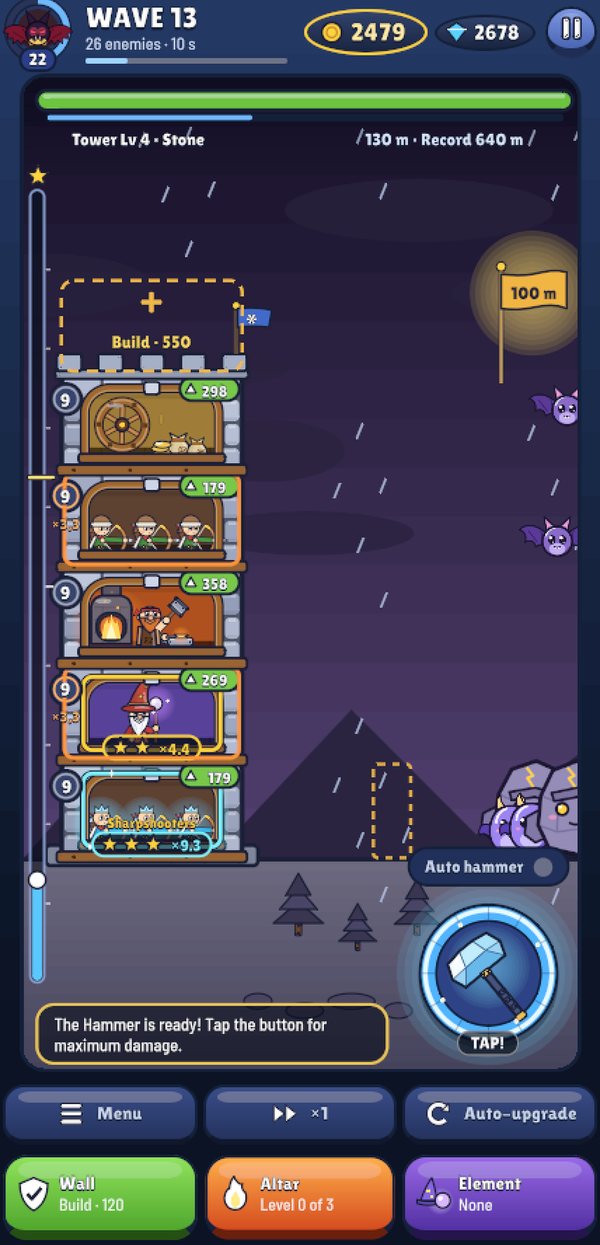 WAVE 13
26 enemies · 10 s
22
2479
2678
Tower Lv 4 · Stone
130 m · Record 640 m
100 m
+
Build · 550
9
298
9
179
×3,3
9
358
9
269
×3,3
×4.4
9
179
Sharpshooters
×9.3
Auto hammer
TAP!
The Hammer is ready! Tap the button for
maximum damage.
Menu
×1
Auto-upgrade
Wall
Build · 120
Altar
Level 0 of 3
Element
None